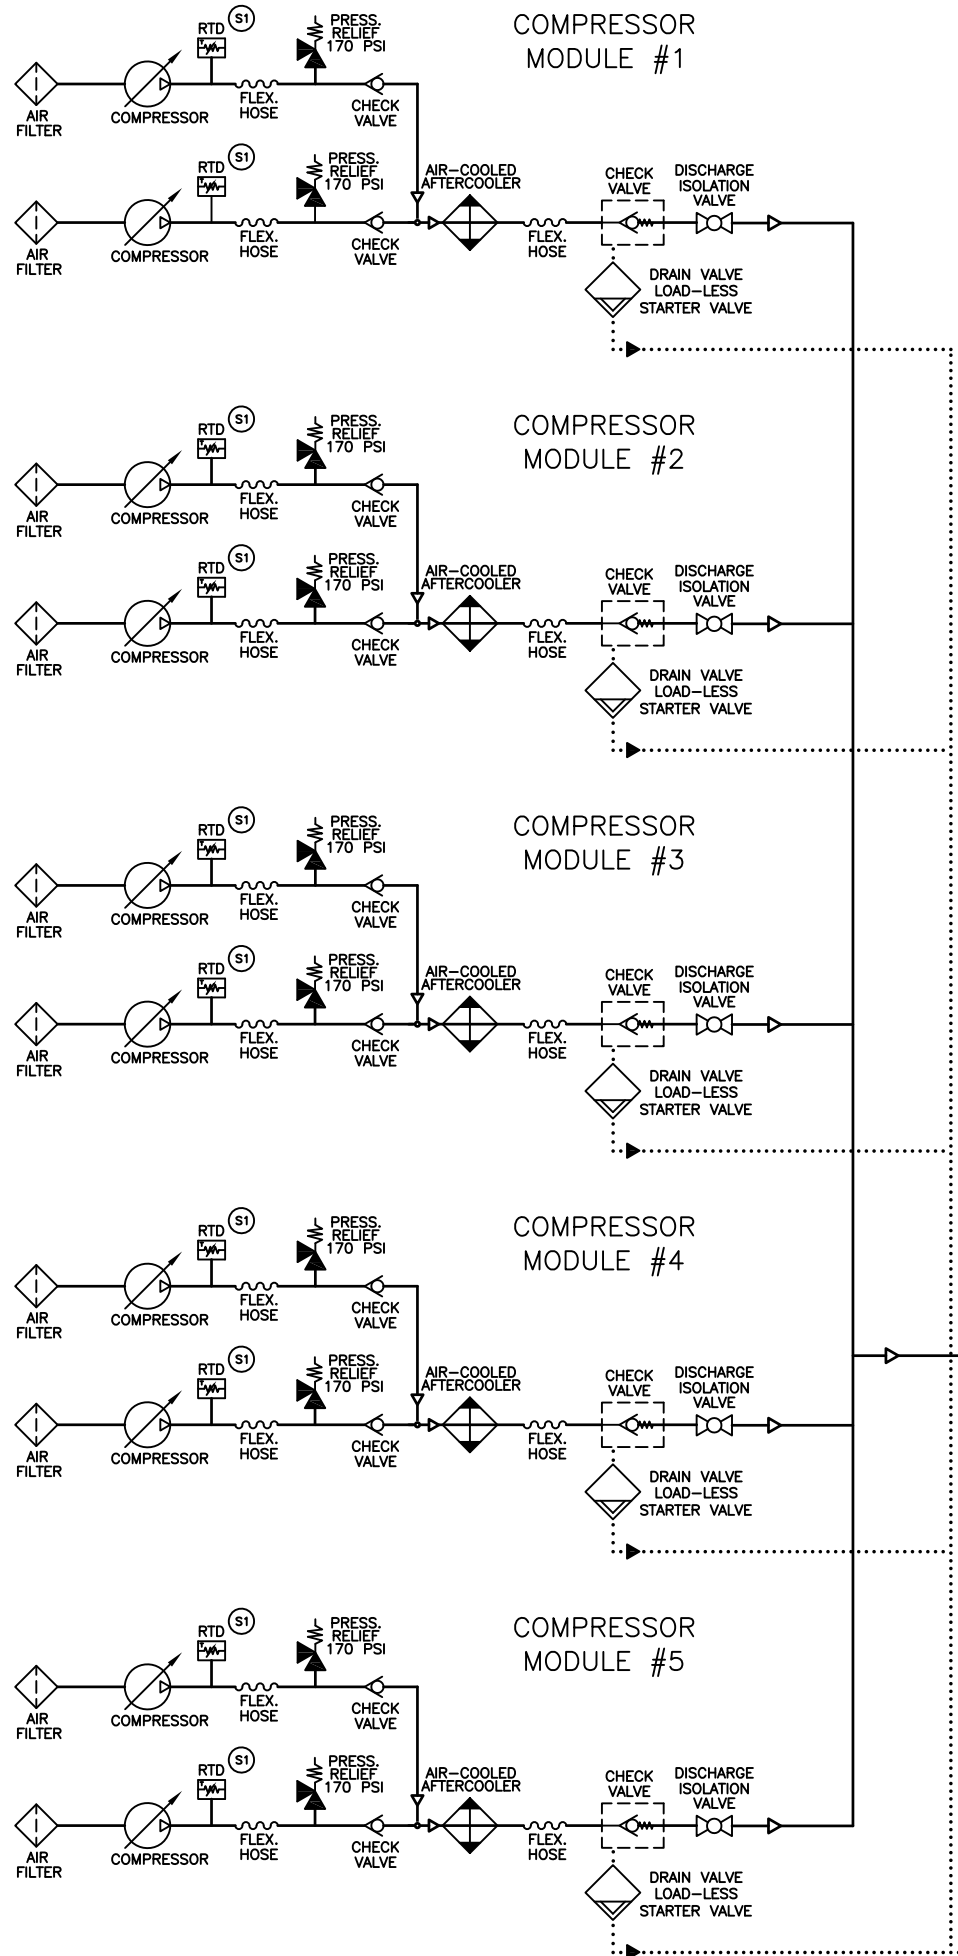 COMPRESSOR
MODULE #1
RTD
S1
PRESS.
RELIEF
170 PSI
AIR
FILTER
COMPRESSOR
FLEX.
HOSE
CHECK
VALVE
RTD
S1
PRESS.
RELIEF
170 PSI
AIR
FILTER
COMPRESSOR
FLEX.
HOSE
CHECK
VALVE
AIR-COOLED
AFTERCOOLER
FLEX.
HOSE
CHECK
VALVE
DISCHARGE
ISOLATION
VALVE
DRAIN VALVE
LOAD-LESS
STARTER VALVE
COMPRESSOR
MODULE #2
RTD
S1
PRESS.
RELIEF
170 PSI
AIR
FILTER
COMPRESSOR
FLEX.
HOSE
CHECK
VALVE
RTD
S1
PRESS.
RELIEF
170 PSI
AIR
FILTER
COMPRESSOR
FLEX.
HOSE
CHECK
VALVE
AIR-COOLED
AFTERCOOLER
FLEX.
HOSE
CHECK
VALVE
DISCHARGE
ISOLATION
VALVE
DRAIN VALVE
LOAD-LESS
STARTER VALVE
COMPRESSOR
MODULE #3
RTD
S1
PRESS.
RELIEF
170 PSI
AIR
FILTER
COMPRESSOR
FLEX.
HOSE
CHECK
VALVE
RTD
S1
PRESS.
RELIEF
170 PSI
AIR
FILTER
COMPRESSOR
FLEX.
HOSE
CHECK
VALVE
AIR-COOLED
AFTERCOOLER
FLEX.
HOSE
CHECK
VALVE
DISCHARGE
ISOLATION
VALVE
DRAIN VALVE
LOAD-LESS
STARTER VALVE
COMPRESSOR
MODULE #4
RTD
S1
PRESS.
RELIEF
170 PSI
AIR
FILTER
COMPRESSOR
FLEX.
HOSE
CHECK
VALVE
RTD
S1
PRESS.
RELIEF
170 PSI
AIR
FILTER
COMPRESSOR
FLEX.
HOSE
CHECK
VALVE
AIR-COOLED
AFTERCOOLER
FLEX.
HOSE
CHECK
VALVE
DISCHARGE
ISOLATION
VALVE
DRAIN VALVE
LOAD-LESS
STARTER VALVE
COMPRESSOR
MODULE #5
RTD
S1
PRESS.
RELIEF
170 PSI
AIR
FILTER
COMPRESSOR
FLEX.
HOSE
CHECK
VALVE
RTD
S1
PRESS.
RELIEF
170 PSI
AIR
FILTER
COMPRESSOR
FLEX.
HOSE
CHECK
VALVE
AIR-COOLED
AFTERCOOLER
FLEX.
HOSE
CHECK
VALVE
DISCHARGE
ISOLATION
VALVE
DRAIN VALVE
LOAD-LESS
STARTER VALVE